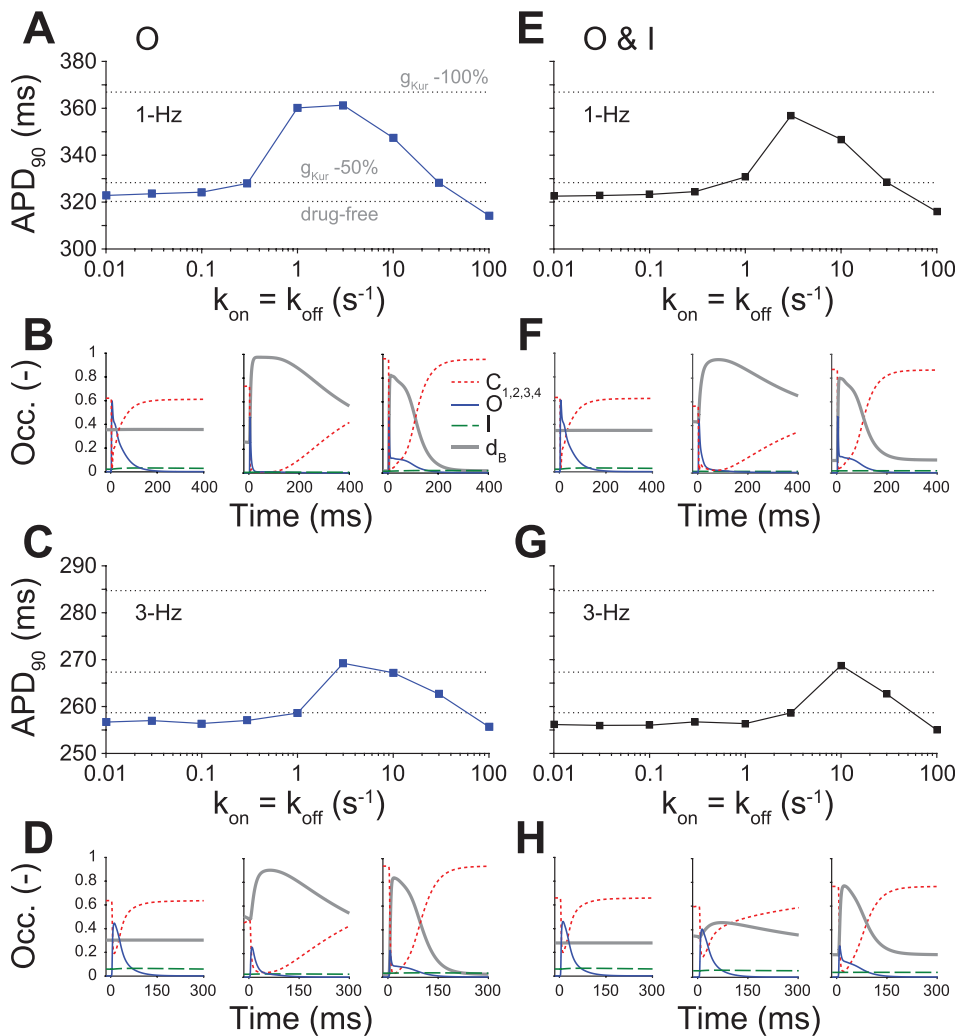 A O
APD90 (ms)
380
360
340
320
300
1-Hz
gKur -100%
gKur -50%
drug-free
0.01 0.1 1 10 100
kon = koff (s-1)
E O & I
1-Hz
0.01 0.1 1 10 100
kon = koff (s-1)
B
Occ. (-)
1
0.8
0.6
0.4
0.2
0
0 200 400
0 200 400
0 200 400
C1,2,3,4
O1,2,3,4
I
dB
Time (ms)
F
0 200 400
0 200 400
0 200 400
Time (ms)
C
APD90 (ms)
290
280
270
260
250
3-Hz
0.01 0.1 1 10 100
kon = koff (s-1)
G
3-Hz
0.01 0.1 1 10 100
kon = koff (s-1)
D
Occ. (-)
1
0.8
0.6
0.4
0.2
0
0 150 300
0 150 300
0 150 300
Time (ms)
H
0 150 300
0 150 300
0 150 300
Time (ms)